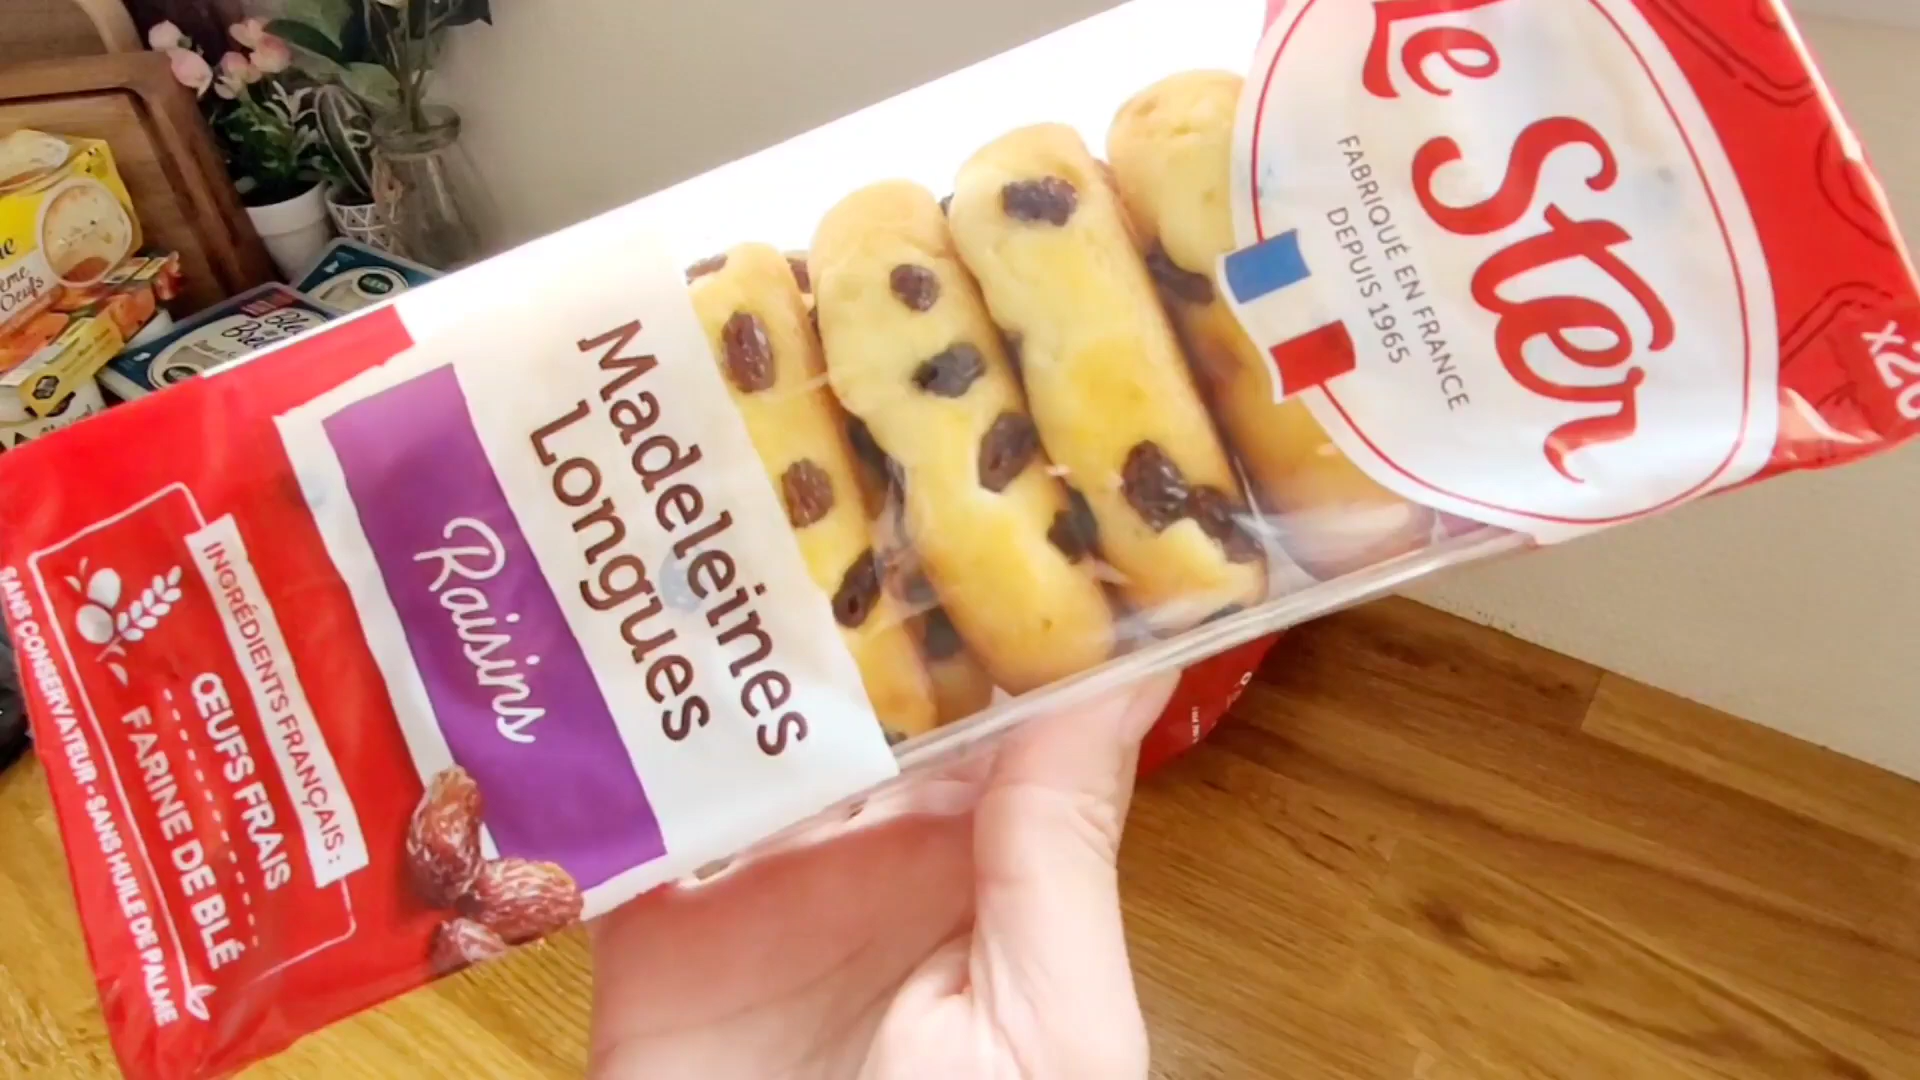 Le Ster
FABRIQUÉ EN FRANCE
DEPUIS 1965
Madeleines
Longues
Raisins
INGRÉDIENTS FRANÇAIS :
ŒUFS FRAIS
FARINE DE BLÉ
SANS CONSERVATEUR - SANS HUILE DE PALME